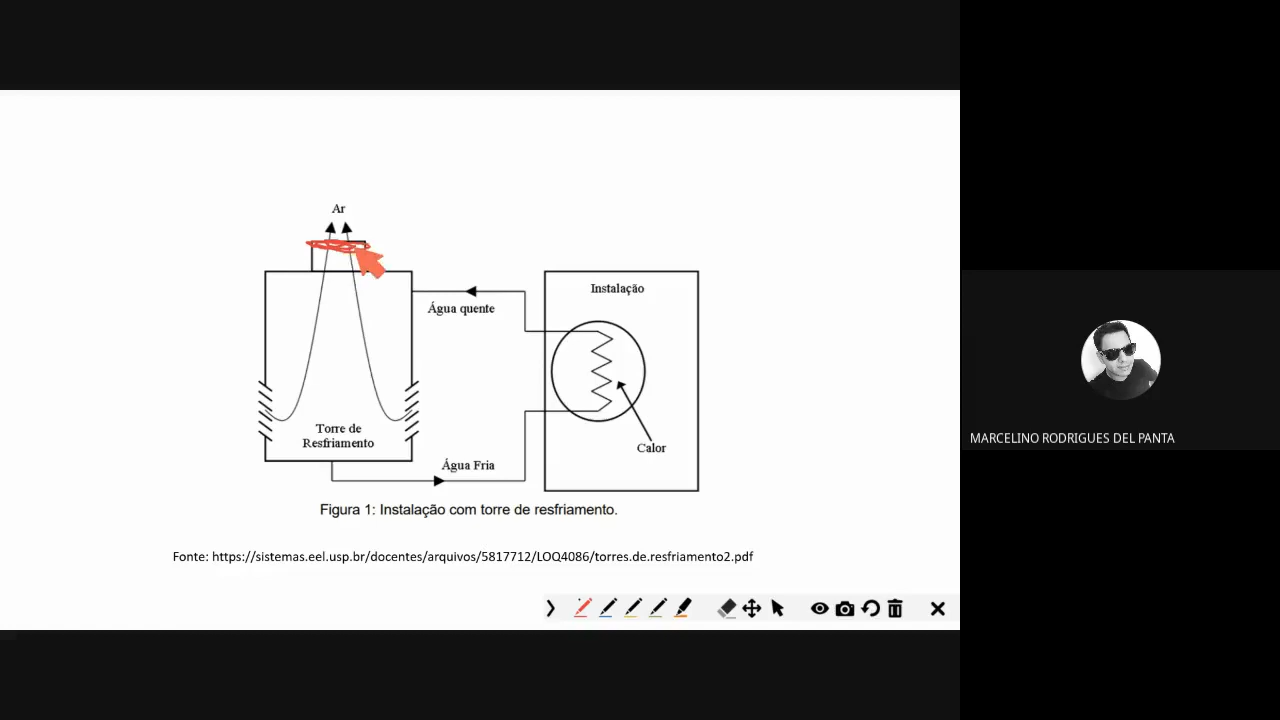 Ar
Instalação
Água quente
Torre de
Resfriamento
Calor
Água Fria
Figura 1: Instalação com torre de resfriamento.
Fonte: https://sistemas.eel.usp.br/docentes/arquivos/5817712/LOQ4086/torres.de.resfriamento2.pdf
MARCELINO RODRIGUES DEL PANTA